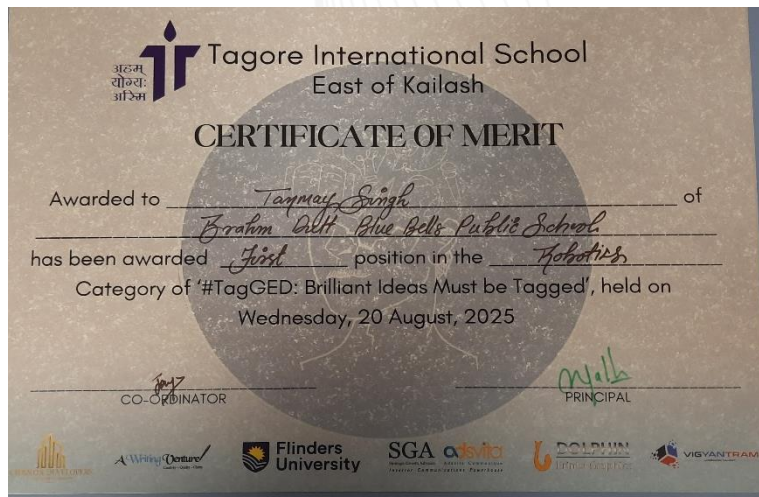 अहम्
योग्यः
अस्मि
Tagore International School
East of Kailash
CERTIFICATE OF MERIT
Awarded to Tanmay Singh of
Brahm Dutt Blue Bells Public School
has been awarded First position in the Robotics
Category of '#TagGED: Brilliant Ideas Must be Tagged', held on
Wednesday, 20 August, 2025
CO-ORDINATOR
PRINCIPAL
A Writing Venture!
Flinders
University
SGA adsvita
DOLPHIN
VIGYANTRAM